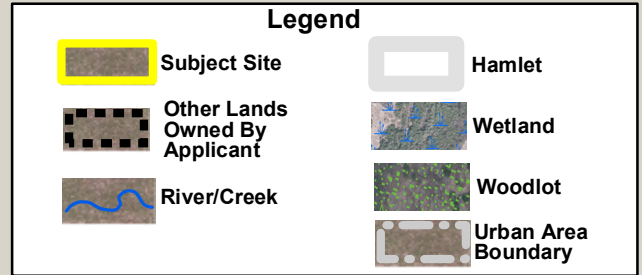 Legend
Subject Site
Other Lands
Owned By
Applicant
River/Creek
Hamlet
Wetland
Woodlot
Urban Area
Boundary